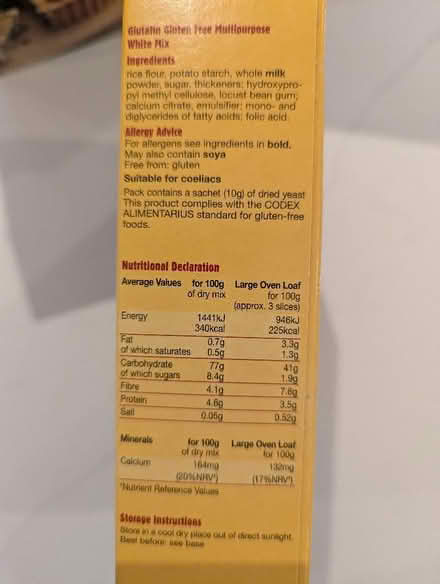 Glutafin Gluten Free Multipurpose
White Mix
Ingredients
rice flour, potato starch, whole milk
powder, sugar, thickeners: hydroxypro-
pyl methyl cellulose, locust bean gum;
calcium citrate, emulsifier: mono- and
diglycerides of fatty acids; folic acid
Allergy Advice
For allergens see ingredients in bold.
May also contain soya
Free from: gluten
Suitable for coeliacs
Pack contains a sachet (10g) of dried yeast
This product complies with the CODEX
ALIMENTARIUS standard for gluten-free
foods.
Nutritional Declaration
Average Values for 100g Large Oven Loaf
of dry mix for 100g
(approx. 3 slices)
Energy 1441kJ 946kJ
340kcal 225kcal
Fat 0.7g 3.3g
of which saturates 0.5g 1.3g
Carbohydrate 77g 41g
of which sugars 8.4g 1.9g
Fibre 4.1g 7.6g
Protein 4.6g 3.5g
Salt 0.05g 0.52g
Minerals for 100g Large Oven Loaf
of dry mix for 100g
Calcium 164mg 132mg
(20%NRV*) (17%NRV*)
*Nutrient Reference Values
Storage Instructions
Store in a cool dry place out of direct sunlight.
Best before: see base